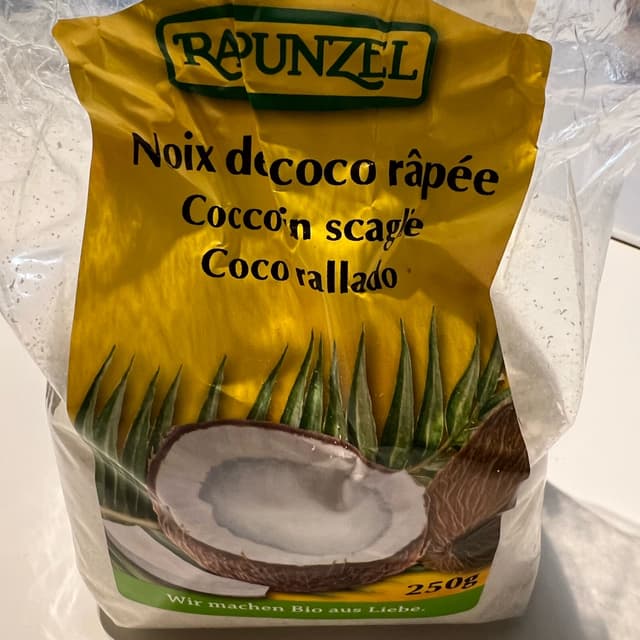 RAPUNZEL
Noix de coco râpée
Cocco in scaglie
Coco rallado
250g
Wir machen Bio aus Liebe.